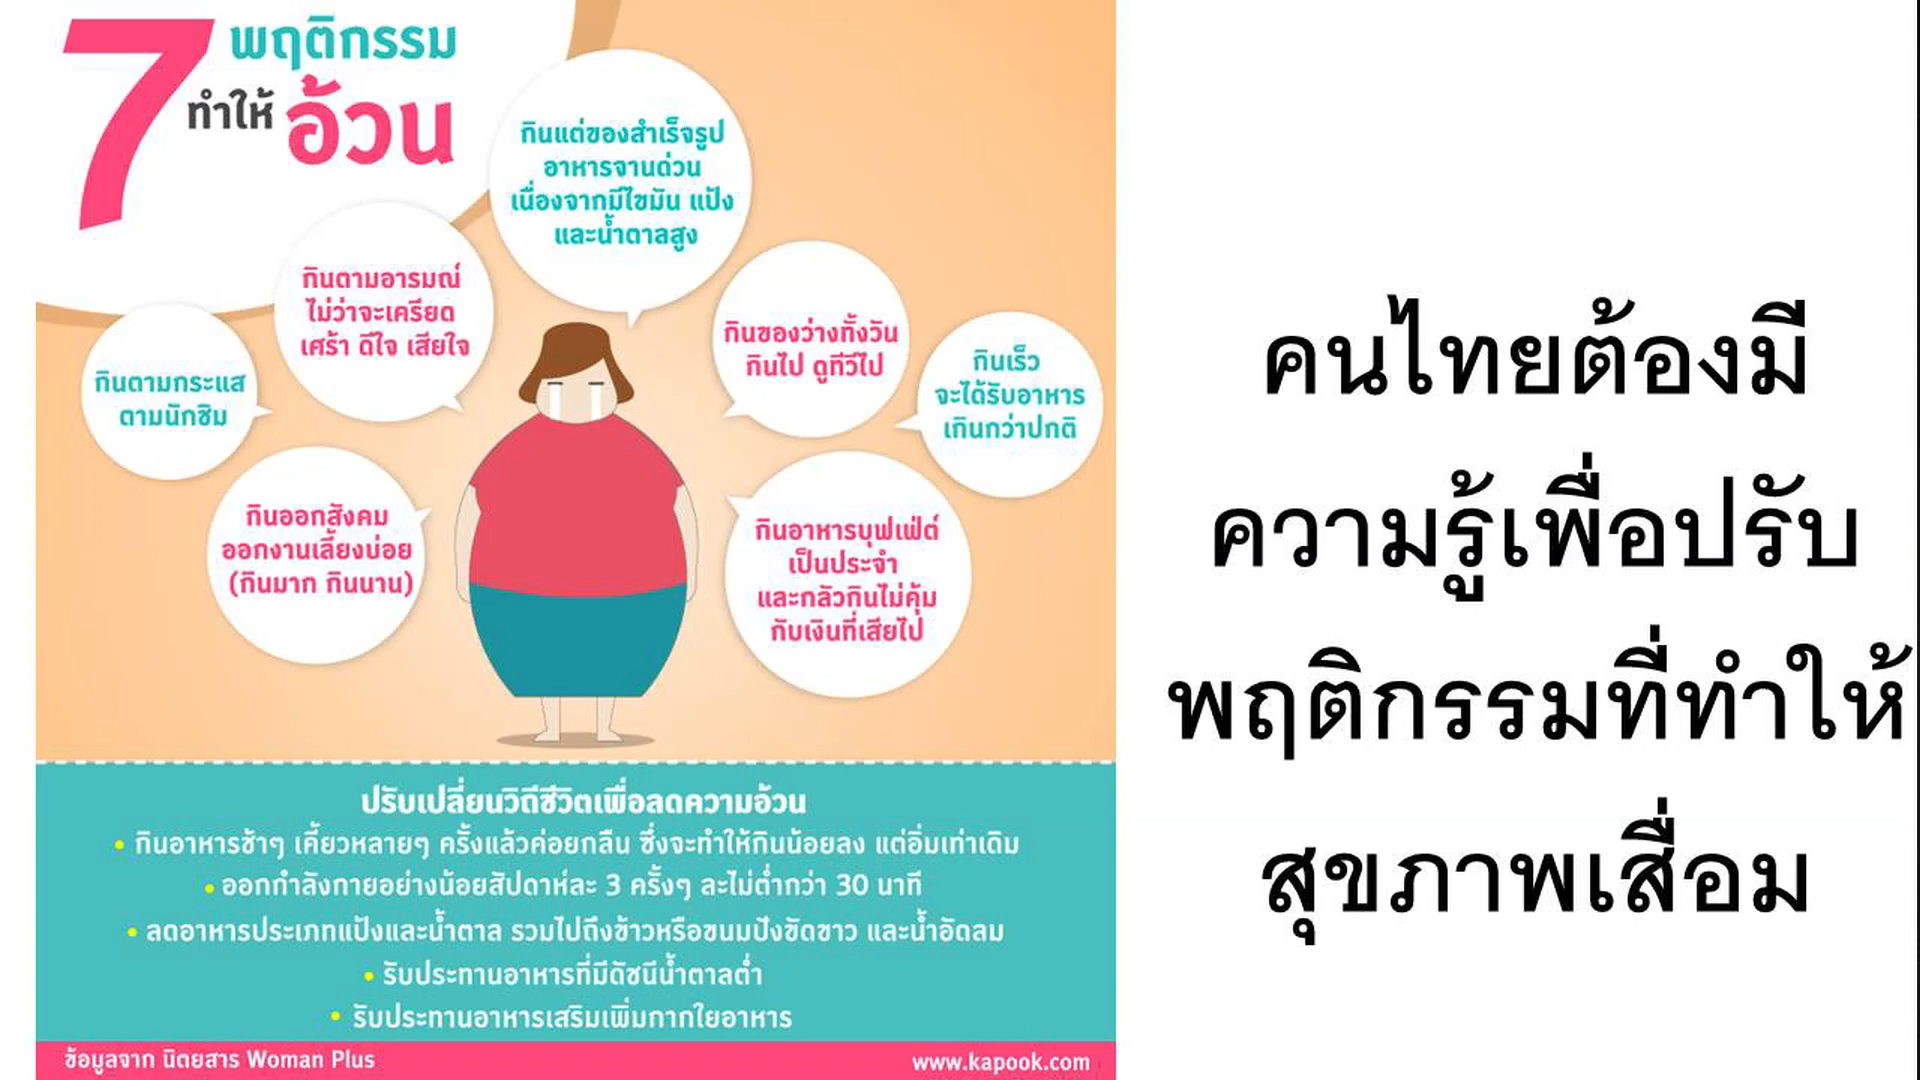 7 พฤติกรรม
ทำให้ อ้วน
กินแต่ของสำเร็จรูป
อาหารจานด่วน
เนื่องจากมีไขมัน แป้ง
และน้ำตาลสูง
กินตามอารมณ์
ไม่ว่าจะเครียด
เศร้า ดีใจ เสียใจ
กินของว่างทั้งวัน
กินไป ดูทีวีไป
กินเร็ว
จะได้รับอาหาร
เกินกว่าปกติ
กินตามกระแส
ตามนักชิม
กินออกสังคม
ออกงานเลี้ยงบ่อย
(กินมาก กินนาน)
กินอาหารบุฟเฟ่ต์
เป็นประจำ
และกลัวกินไม่คุ้ม
กับเงินที่เสียไป
ปรับเปลี่ยนวิถีชีวิตเพื่อลดความอ้วน
• กินอาหารช้าๆ เคี้ยวหลายๆ ครั้งแล้วค่อยกลืน ซึ่งจะทำให้กินน้อยลง แต่อิ่มเท่าเดิม
• ออกกำลังกายอย่างน้อยสัปดาห์ละ 3 ครั้งๆ ละไม่ต่ำกว่า 30 นาที
• ลดอาหารประเภทแป้งและน้ำตาล รวมไปถึงข้าวหรือขนมปังขัดขาว และน้ำอัดลม
• รับประทานอาหารที่มีดัชนีน้ำตาลต่ำ
• รับประทานอาหารเสริมเพิ่มกากใยอาหาร
ข้อมูลจาก นิตยสาร Woman Plus
www.kapook.com
คนไทยต้องมี
ความรู้เพื่อปรับ
พฤติกรรมที่ทำให้
สุขภาพเสื่อม